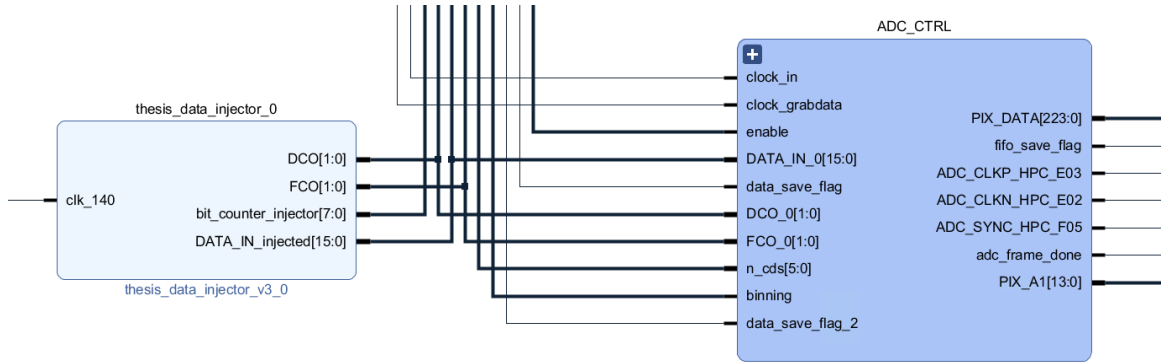 thesis_data_injector_0
clk_140
DCO[1:0]
FCO[1:0]
bit_counter_injector[7:0]
DATA_IN_injected[15:0]
thesis_data_injector_v3_0
ADC_CTRL
clock_in
clock_grabdata
enable
DATA_IN_0[15:0]
data_save_flag
DCO_0[1:0]
FCO_0[1:0]
n_cds[5:0]
binning
data_save_flag_2
PIX_DATA[223:0]
fifo_save_flag
ADC_CLKP_HPC_E03
ADC_CLKN_HPC_E02
ADC_SYNC_HPC_F05
adc_frame_done
PIX_A1[13:0]